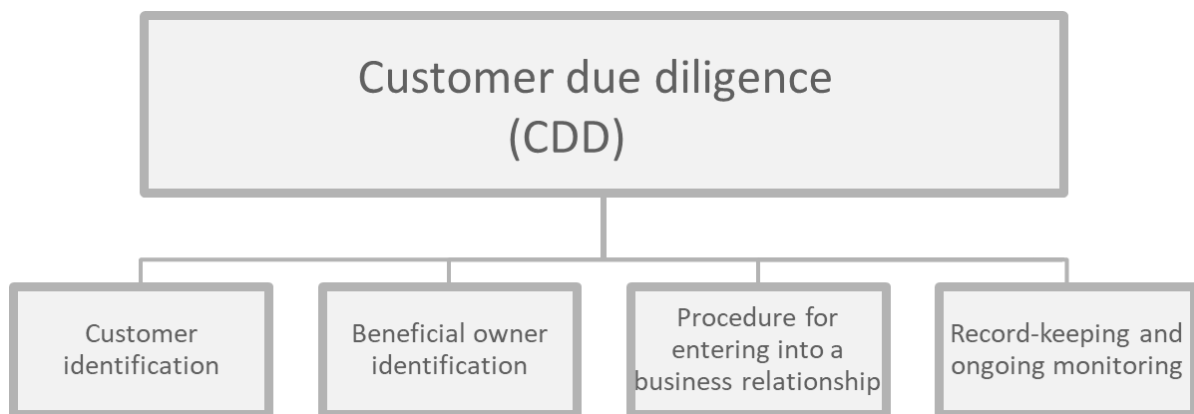 Customer due diligence
(CDD)
Customer
identification
Beneficial owner
identification
Procedure for
entering into a
business relationship
Record-keeping and
ongoing monitoring